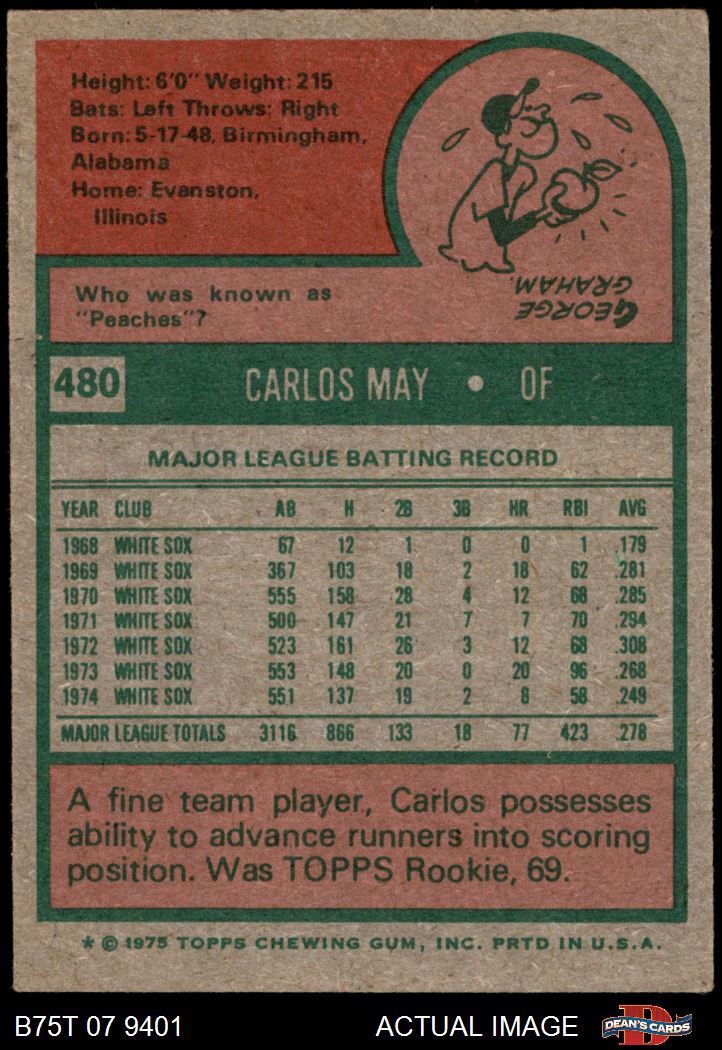 Height: 6'0" Weight: 215
Bats: Left Throws: Right
Born: 5-17-48, Birmingham,
Alabama
Home: Evanston,
Illinois
Who was known as
"Peaches"?
GEORGE
GRAHAM.
480 CARLOS MAY • OF
MAJOR LEAGUE BATTING RECORD
YEAR CLUB AB H 2B 3B HR RBI AVG
1968 WHITE SOX 67 12 1 0 0 1 .179
1969 WHITE SOX 367 103 18 2 18 62 .281
1970 WHITE SOX 555 158 28 4 12 68 .285
1971 WHITE SOX 500 147 21 7 7 70 .294
1972 WHITE SOX 523 161 26 3 12 68 .308
1973 WHITE SOX 553 148 20 0 20 96 .268
1974 WHITE SOX 551 137 19 2 8 58 .249
MAJOR LEAGUE TOTALS 3116 866 133 18 77 423 .278
A fine team player, Carlos possesses
ability to advance runners into scoring
position. Was TOPPS Rookie, 69.
* © 1975 TOPPS CHEWING GUM, INC. PRTD IN U.S.A.
B75T 07 9401 ACTUAL IMAGE DEAN'S CARDS